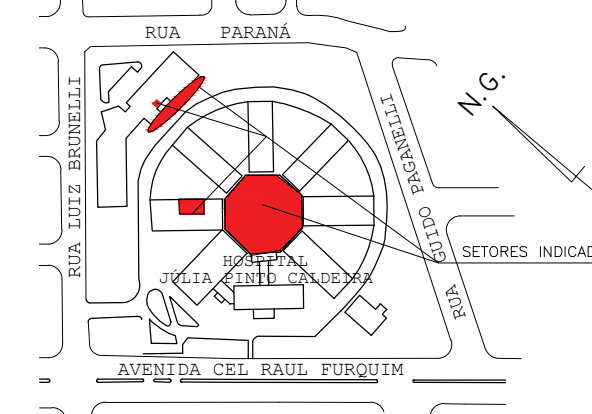 RUA PARANÁ
RUA LUIZ BRUNELLI
RUA GUIDO PAGANELLI
N.G.
SETORES INDICAD
HOSPITAL
JÚLIA PINTO CALDEIRA
AVENIDA CEL RAUL FURQUIM